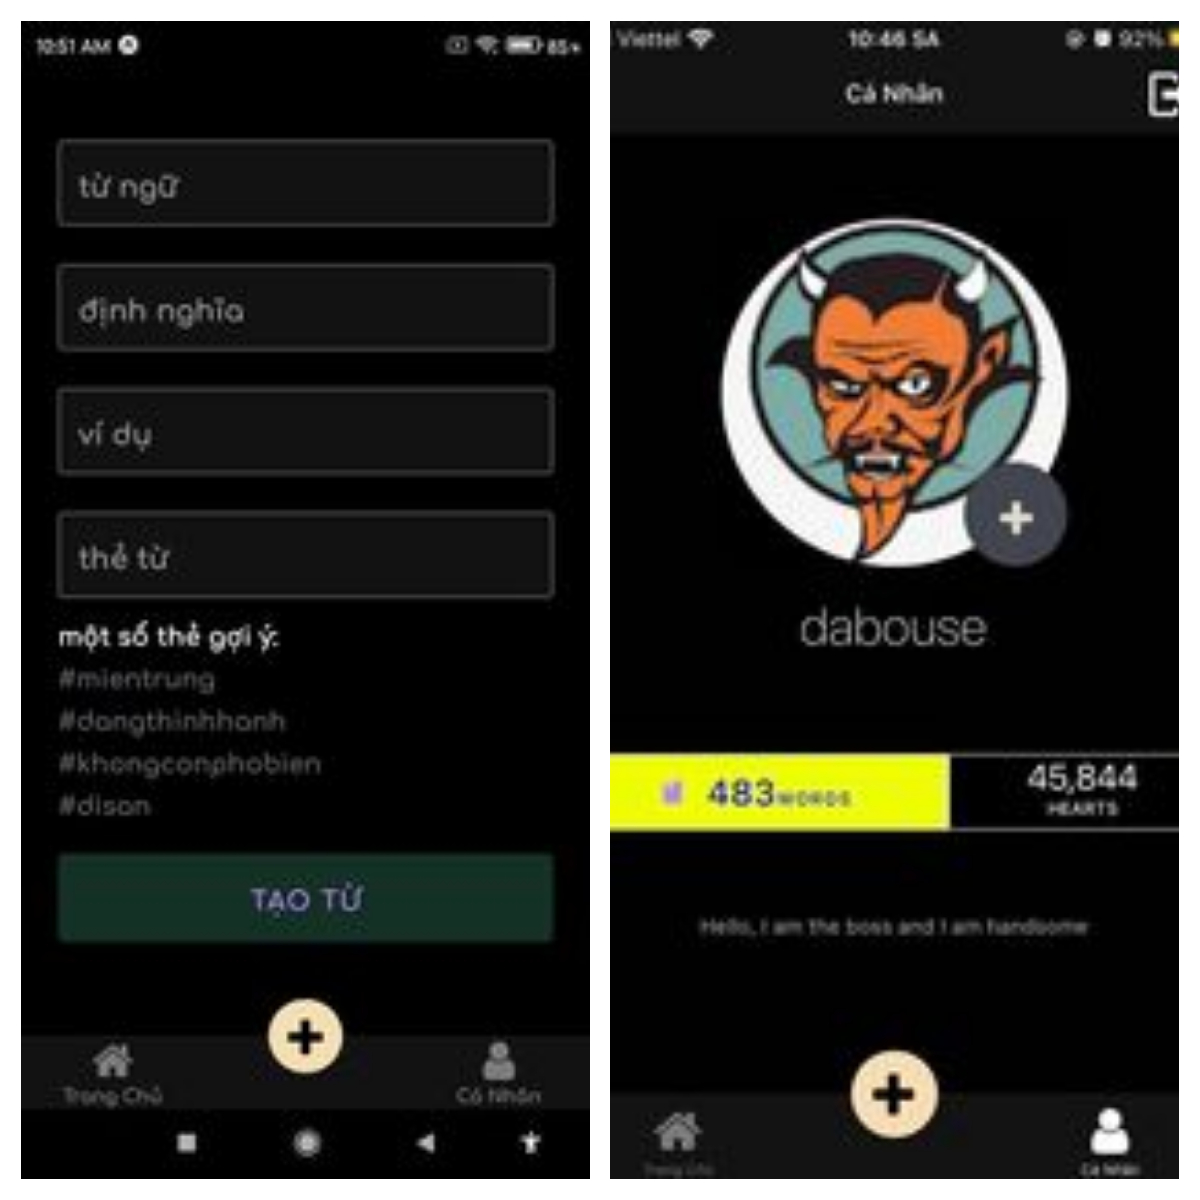 10:51 AM
85
từ ngữ
định nghĩa
ví dụ
thẻ từ
một số thẻ gợi ý:
#mientrung
#dangthinhhanh
#khongconphobien
#disan
TẠO TỪ
Trang Chủ
Cá Nhân
Viettel 10:46 SA 92%
Cá Nhân
dabouse
483 WORDS
45,844
HEARTS
Hello, I am the boss and I am handsome
Trang Chủ
Cá Nhân